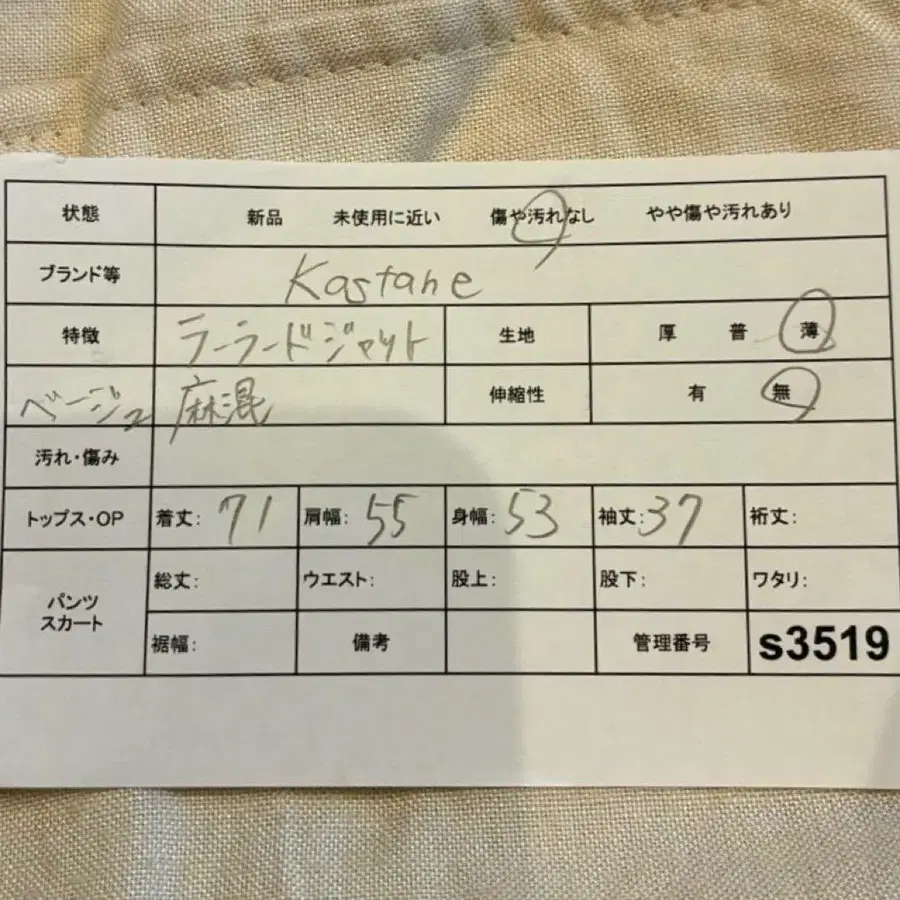 状態 新品 未使用に近い 傷や汚れなし やや傷や汚れあり
ブランド等 Kastane
特徴 ラーラードジャット 生地 厚 普 薄
ベージュ 麻混 伸縮性 有 無
汚れ・傷み
トップス・OP 着丈: 71 肩幅: 55 身幅: 53 袖丈: 37 裄丈:
パンツ スカート 総丈: ウエスト: 股上: 股下: ワタリ:
裾幅: 備考 管理番号 s3519